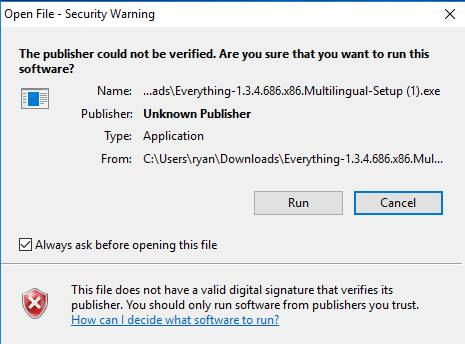 Open File - Security Warning
The publisher could not be verified. Are you sure that you want to run this
software?
Name: ...ads\Everything-1.3.4.686.x86.Multilingual-Setup (1).exe
Publisher: Unknown Publisher
Type: Application
From: C:\Users\ryan\Downloads\Everything-1.3.4.686.x86.Mul...
Run Cancel
Always ask before opening this file
This file does not have a valid digital signature that verifies its
publisher. You should only run software from publishers you trust.
How can I decide what software to run?